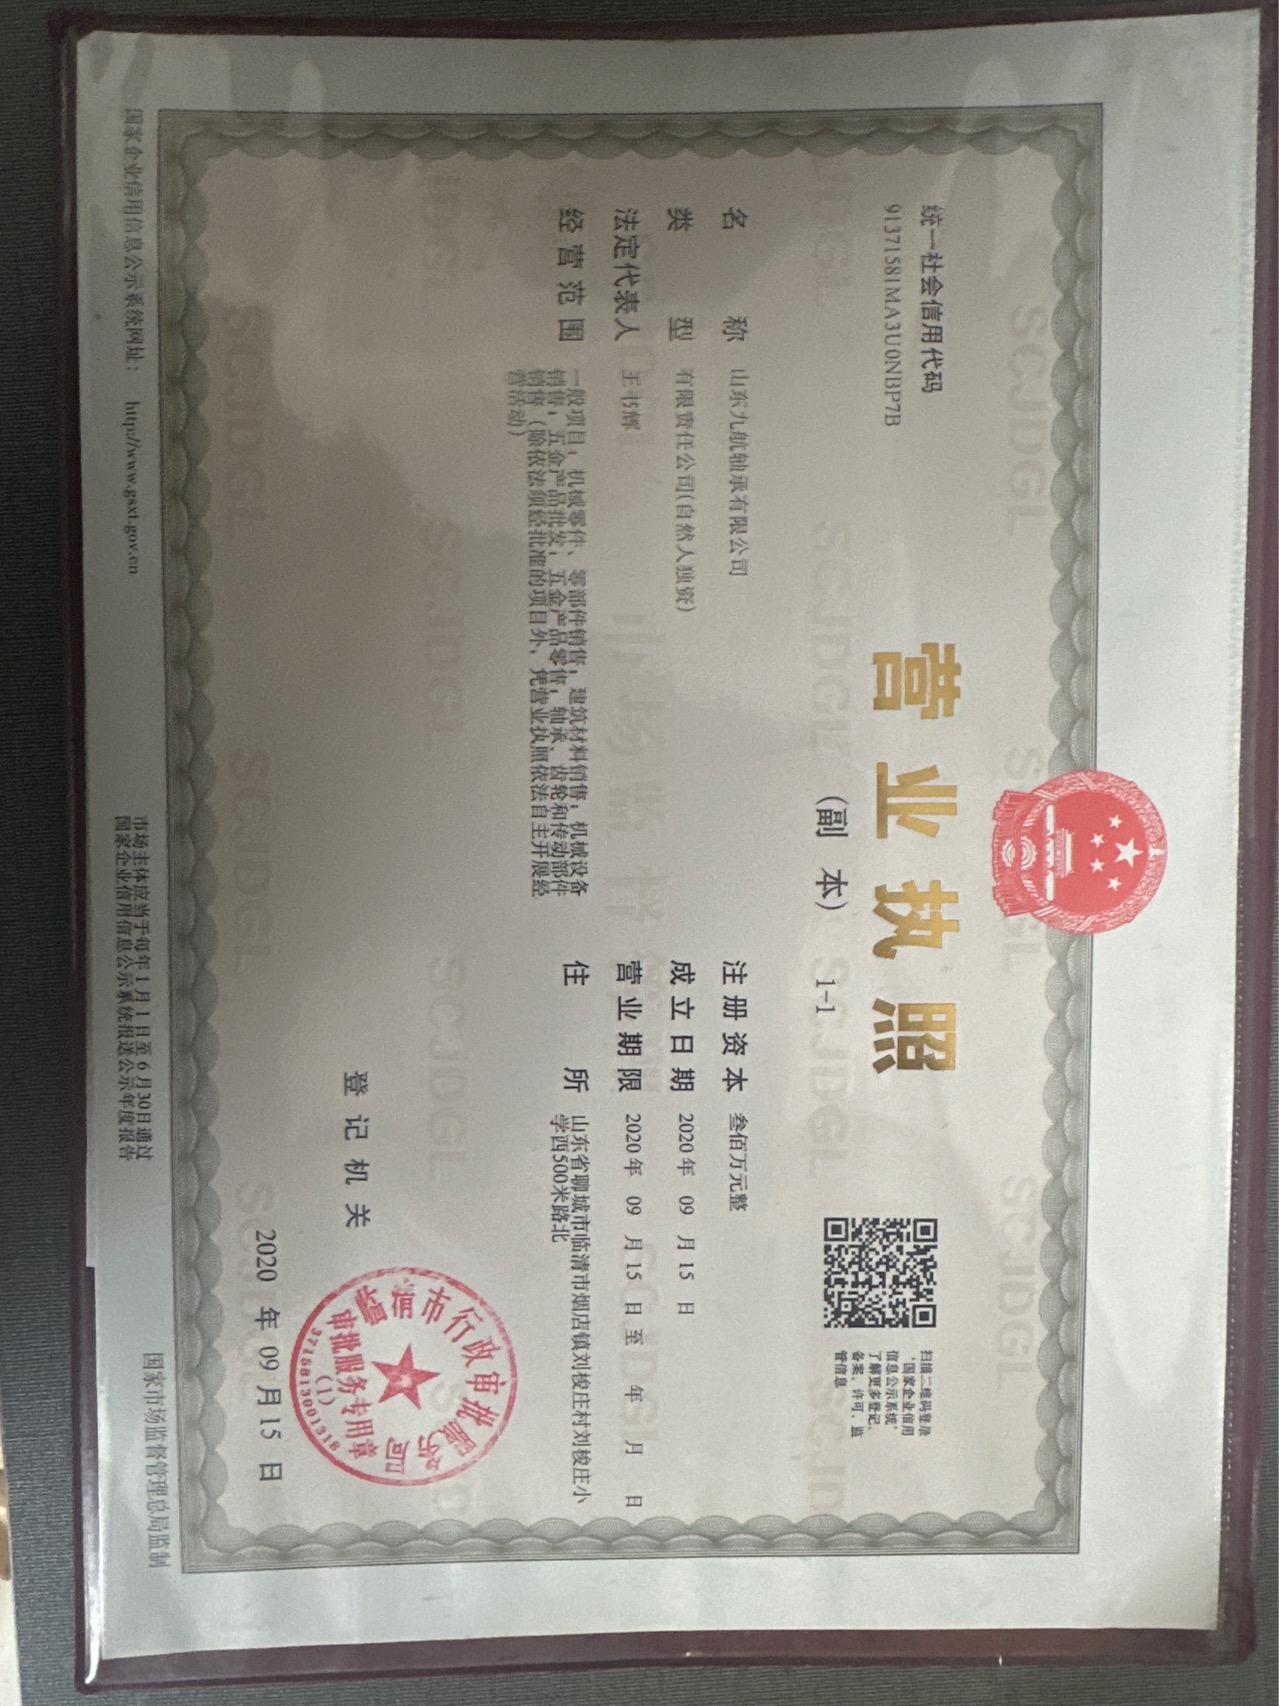 营业执照
(副 本) 1-1
统一社会信用代码
91371581MA3U0NBP7B
扫描二维码登录
“国家企业信用
信息公示系统”
了解更多登记、
备案、许可、监
管信息
名 称 山东九航轴承有限公司
类 型 有限责任公司(自然人独资)
法定代表人 王书辉
经营范围 一般项目：机械零件、零部件销售；建筑材料销售；机械设备
销售；五金产品批发；五金产品零售；轴承、齿轮和传动部件
销售（除依法须经批准的项目外，凭营业执照依法自主开展经
营活动）
注册资本 叁佰万元整
成立日期 2020年 09 月15 日
营业期限 2020年 09 月15 日至 年 月 日
住 所 山东省聊城市临清市烟店镇刘梭庄村刘梭庄小
学西500米路北
登记机关
临清市行政审批服务局
审批服务专用章
(1)
3715813001318
2020 年 09 月15 日
国家企业信用信息公示系统网址： http://www.gsxt.gov.cn
市场主体应当于每年1月1日至6月30日通过
国家企业信用信息公示系统报送公示年度报告
国家市场监督管理总局监制
SCJDGL